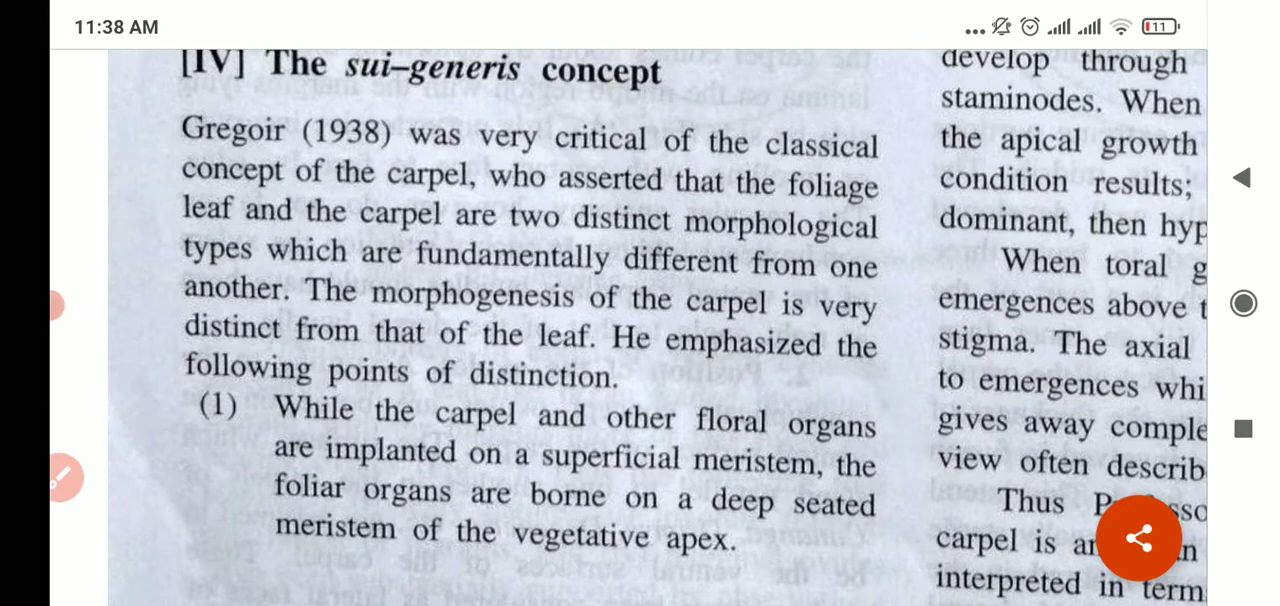 11:38 AM
11
[IV] The sui–generis concept
Gregoir (1938) was very critical of the classical
concept of the carpel, who asserted that the foliage
leaf and the carpel are two distinct morphological
types which are fundamentally different from one
another. The morphogenesis of the carpel is very
distinct from that of the leaf. He emphasized the
following points of distinction.
(1) While the carpel and other floral organs
are implanted on a superficial meristem, the
foliar organs are borne on a deep seated
meristem of the vegetative apex.
develop through
staminodes. When
the apical growth
condition results;
dominant, then hyp
When toral g
emergences above t
stigma. The axial
to emergences whi
gives away comple
view often describ
Thus
carpel is
interpreted in term